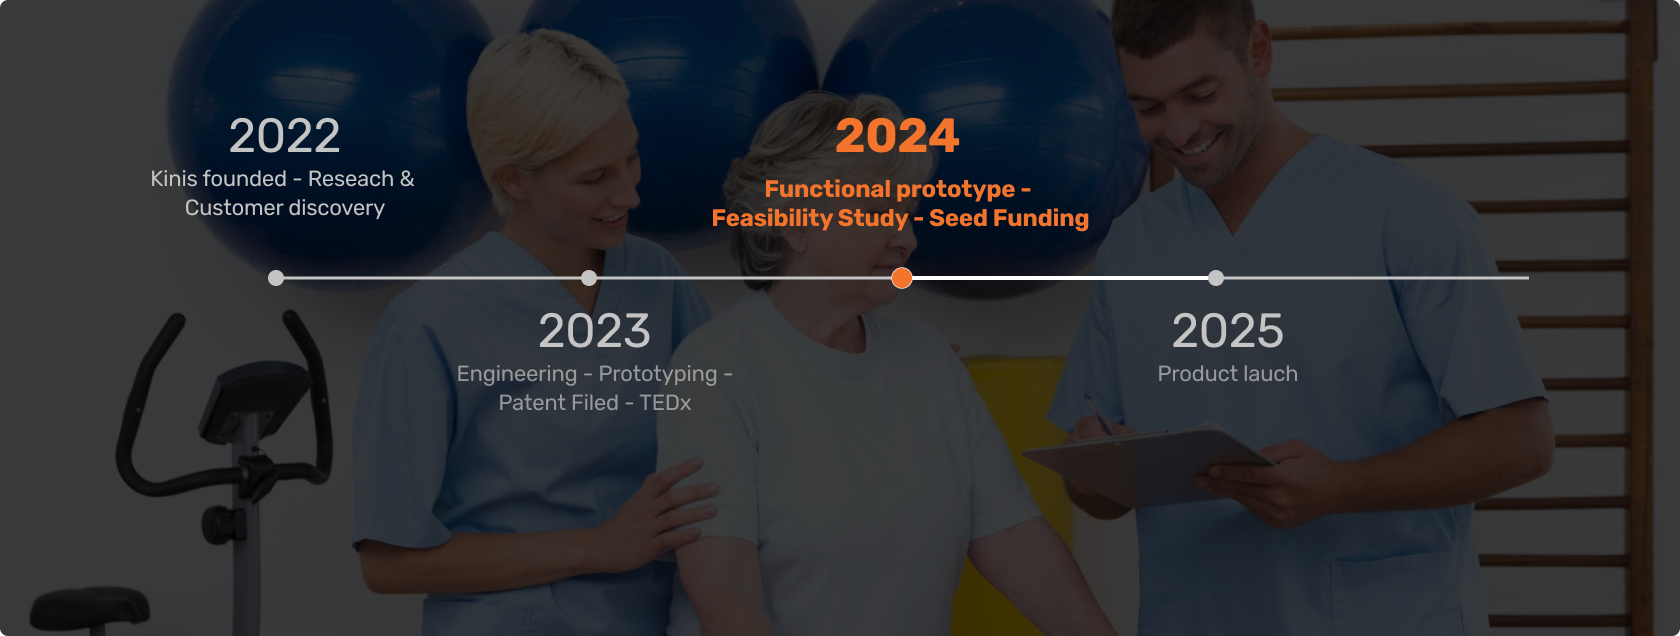 2022
Kinis founded - Reseach &
Customer discovery
2023
Engineering - Prototyping -
Patent Filed - TEDx
2024
Functional prototype -
Feasibility Study - Seed Funding
2025
Product lauch